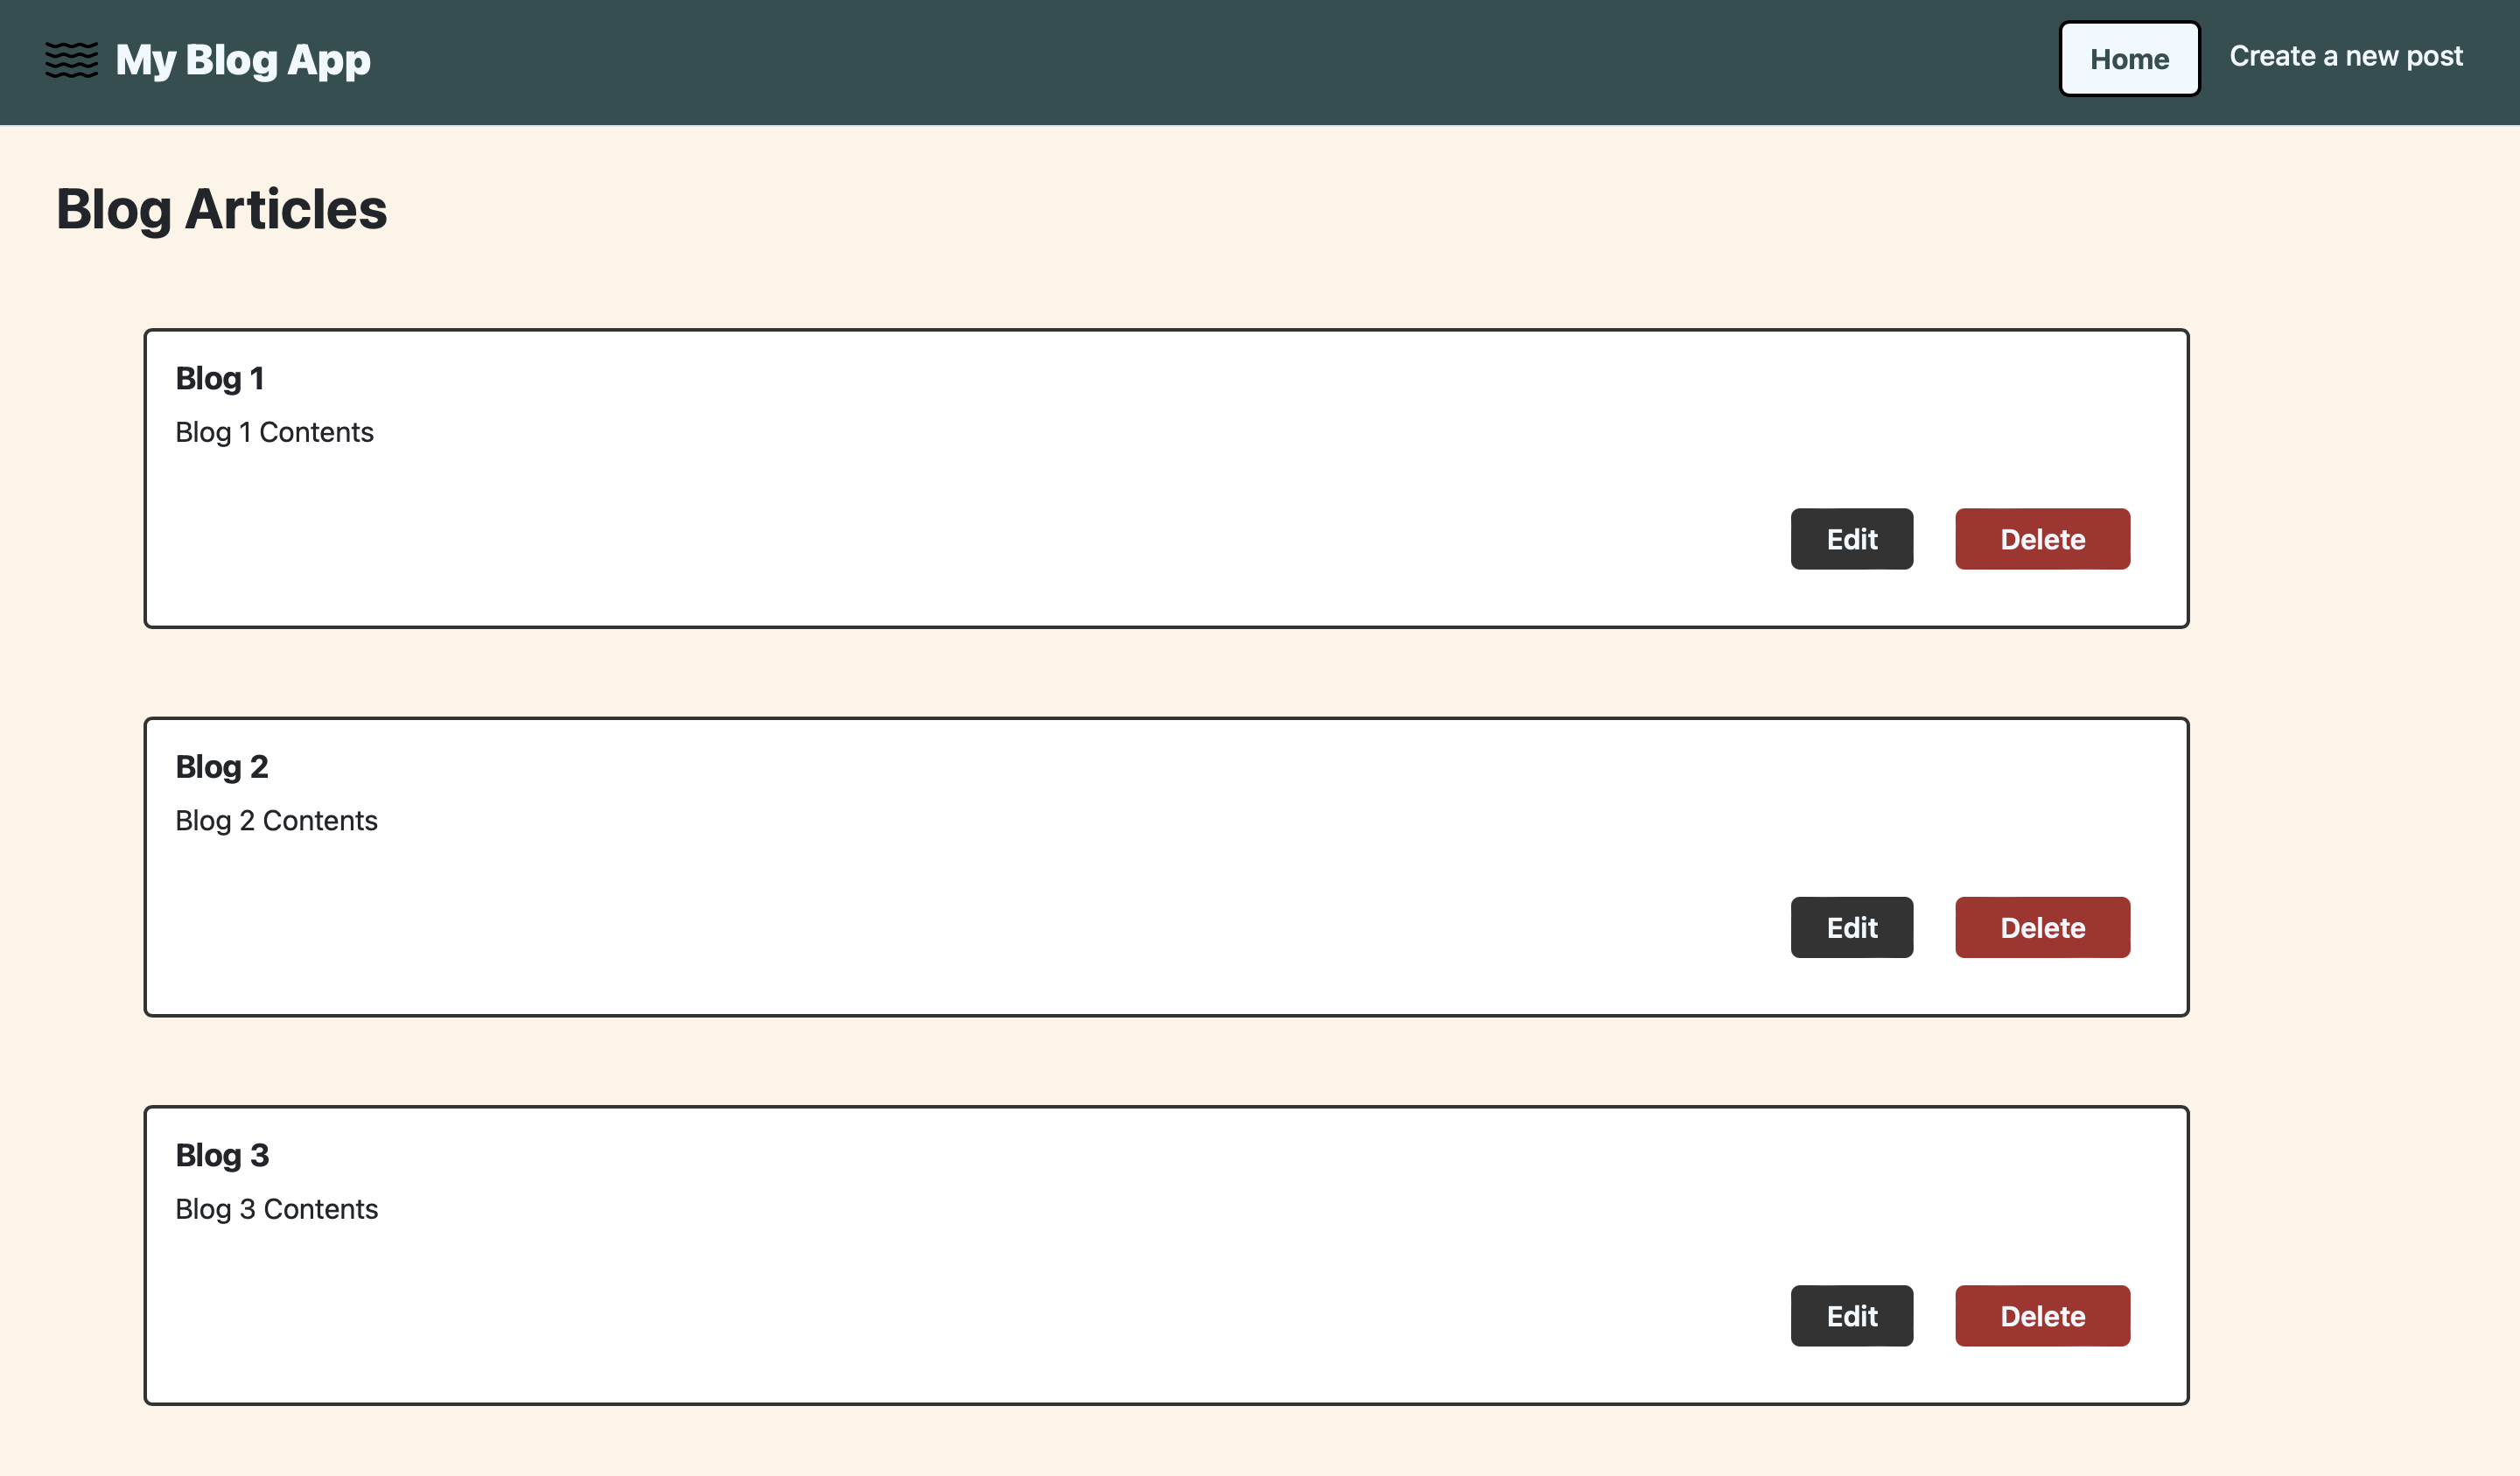 My Blog App
Home
Create a new post
Blog Articles
Blog 1
Blog 1 Contents
Edit
Delete
Blog 2
Blog 2 Contents
Edit
Delete
Blog 3
Blog 3 Contents
Edit
Delete